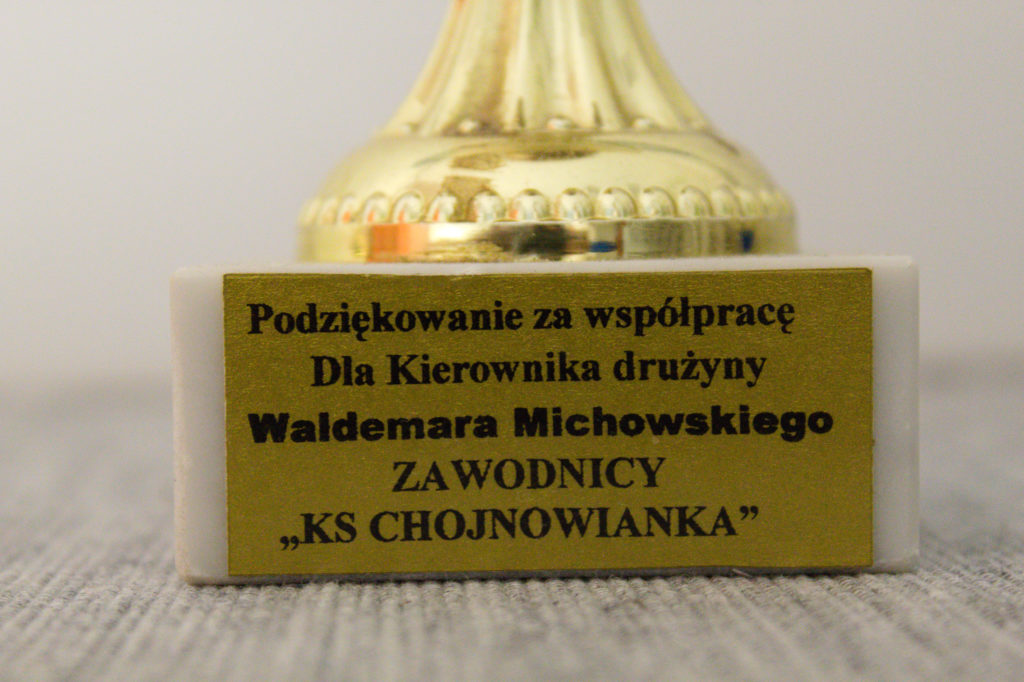 Podziękowanie za współpracę
Dla Kierownika drużyny
Waldemara Michowskiego
ZAWODNICY
„KS CHOJNOWIANKA”